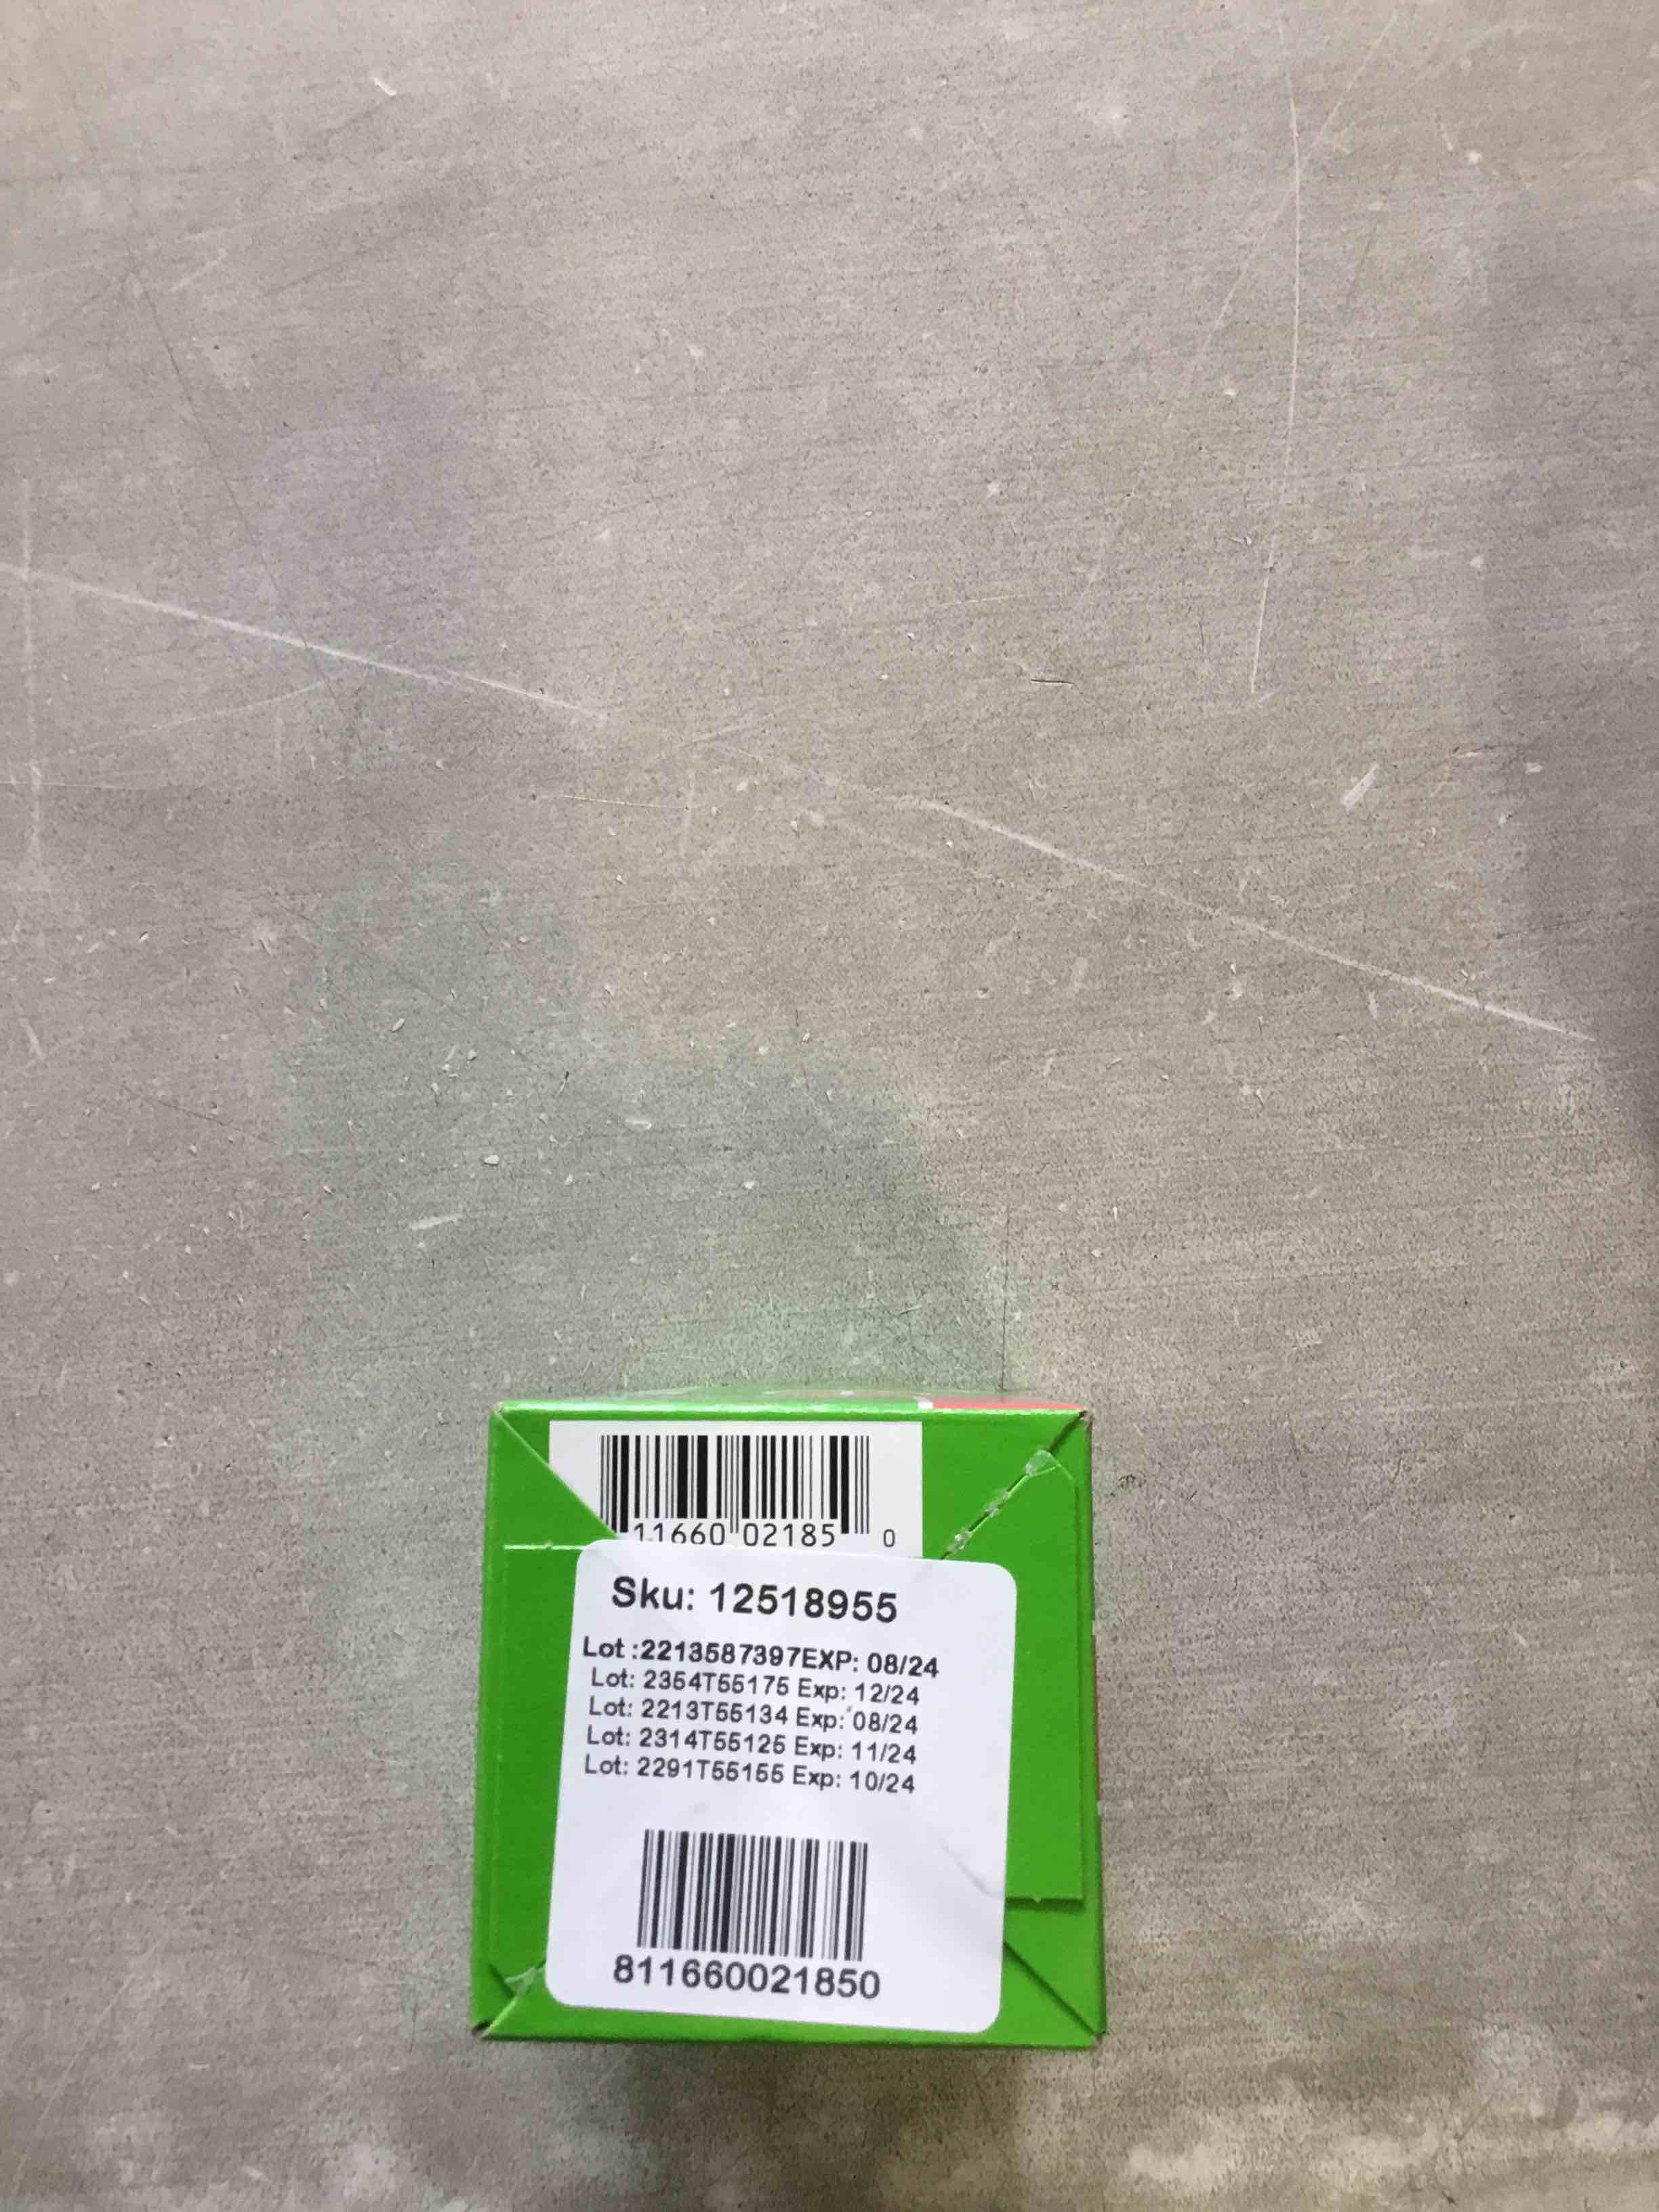 11660 02185 0
Sku: 12518955
Lot :2213587397EXP: 08/24
Lot: 2354T55175 Exp: 12/24
Lot: 2213T55134 Exp: 08/24
Lot: 2314T55125 Exp: 11/24
Lot: 2291T55155 Exp: 10/24
811660021850